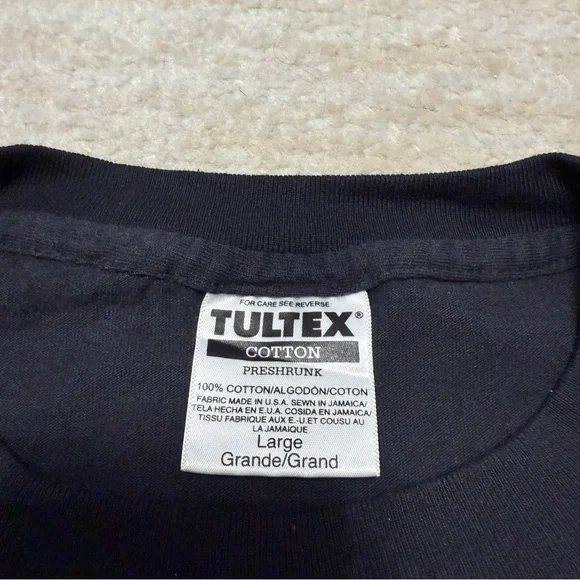 FOR CARE SEE REVERSE
TULTEX®
COTTON
PRESHRUNK
100% COTTON/ALGODÓN/COTON
FABRIC MADE IN U.S.A. SEWN IN JAMAICA/
TELA HECHA EN E.U.A. COSIDA EN JAMAICA/
TISSU FABRIQUE AUX E.-U.ET COUSU AU
LA JAMAIQUE
Large
Grande/Grand